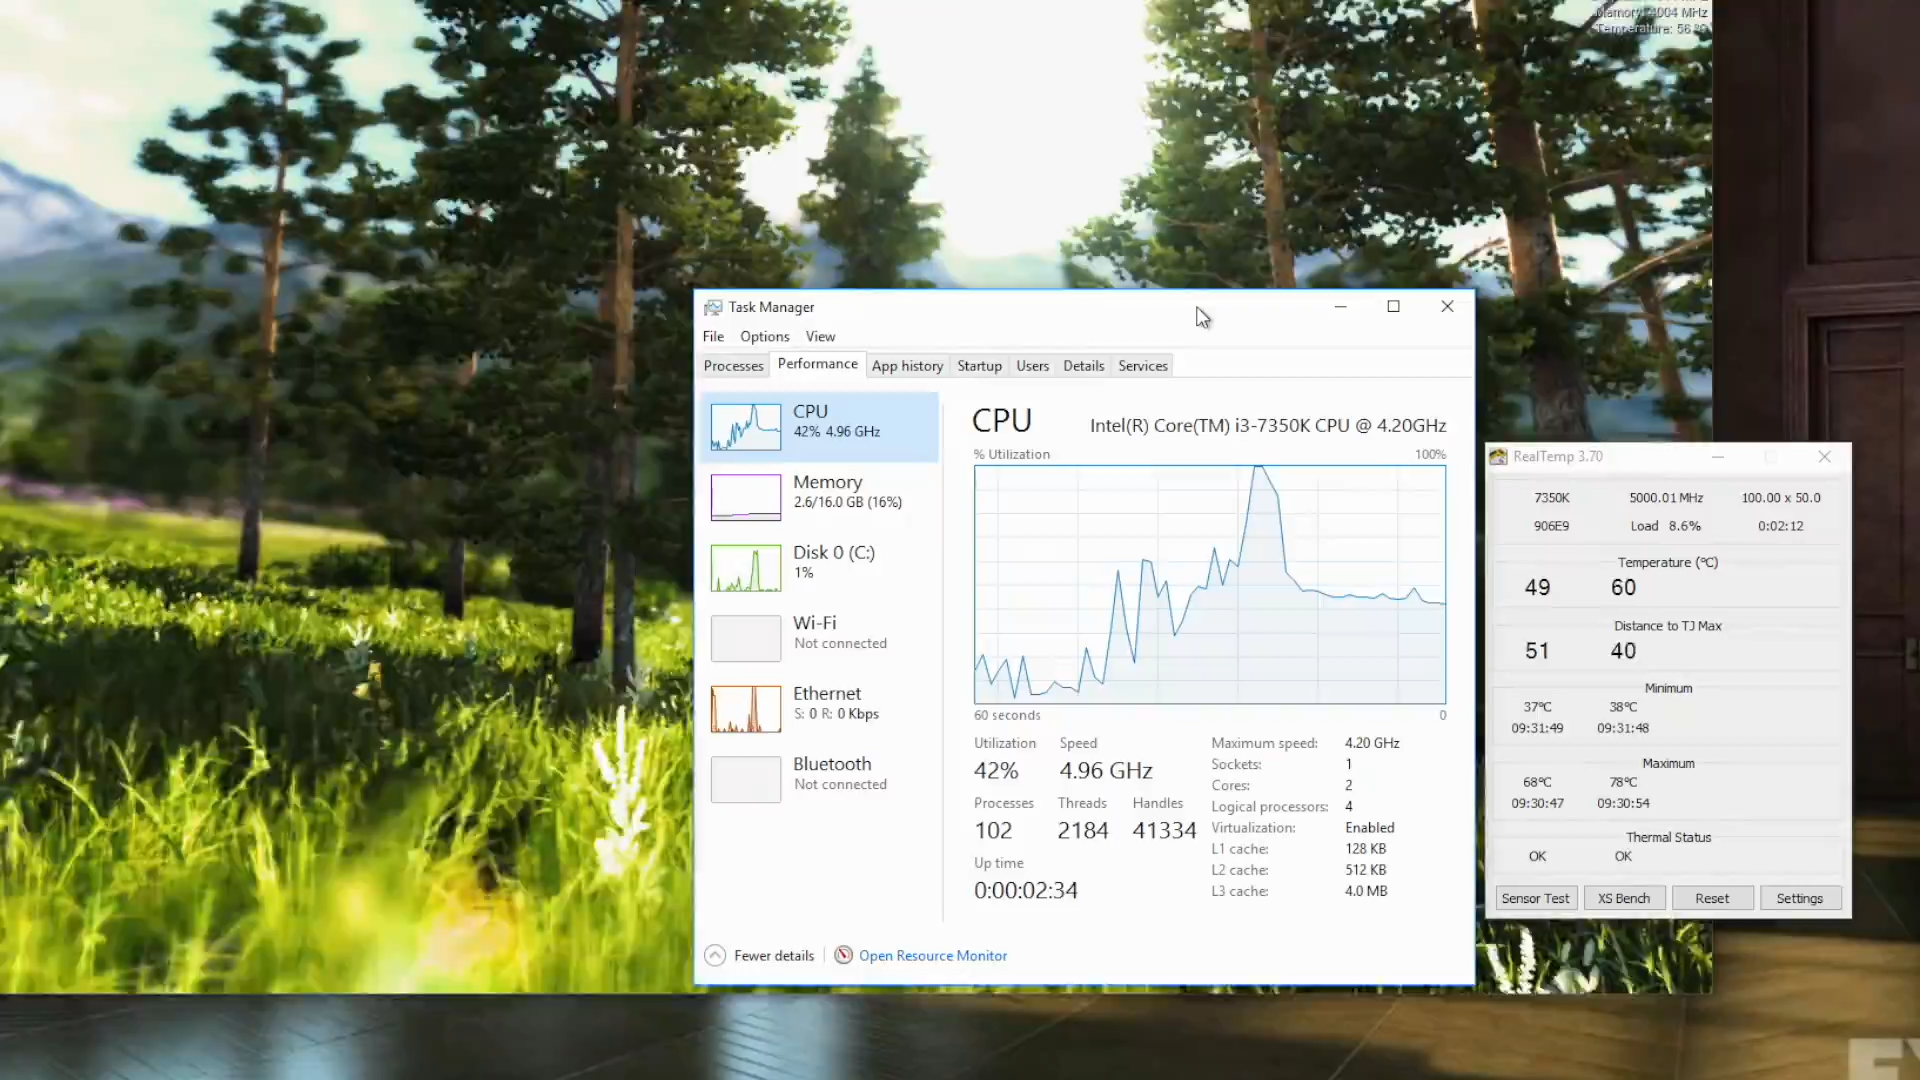 Memory: 4004 MHz
Temperature:
Task Manager
File Options View
Processes Performance App history Startup Users Details Services
CPU
42% 4.96 GHz
Memory
2.6/16.0 GB (16%)
Disk 0 (C:)
1%
Wi-Fi
Not connected
Ethernet
S: 0 R: 0 Kbps
Bluetooth
Not connected
CPU Intel(R) Core(TM) i3-7350K CPU @ 4.20GHz
% Utilization 100%
60 seconds 0
Utilization Speed
42% 4.96 GHz
Processes Threads Handles
102 2184 41334
Up time
0:00:02:34
Maximum speed: 4.20 GHz
Sockets: 1
Cores: 2
Logical processors: 4
Virtualization: Enabled
L1 cache: 128 KB
L2 cache: 512 KB
L3 cache: 4.0 MB
Fewer details Open Resource Monitor
RealTemp 3.70
7350K 5000.01 MHz 100.00 x 50.0
906E9 Load 8.6% 0:02:12
Temperature (°C)
49 60
Distance to TJ Max
51 40
Minimum
37°C 38°C
09:31:49 09:31:48
Maximum
68°C 78°C
09:30:47 09:30:54
Thermal Status
OK OK
Sensor Test XS Bench Reset Settings